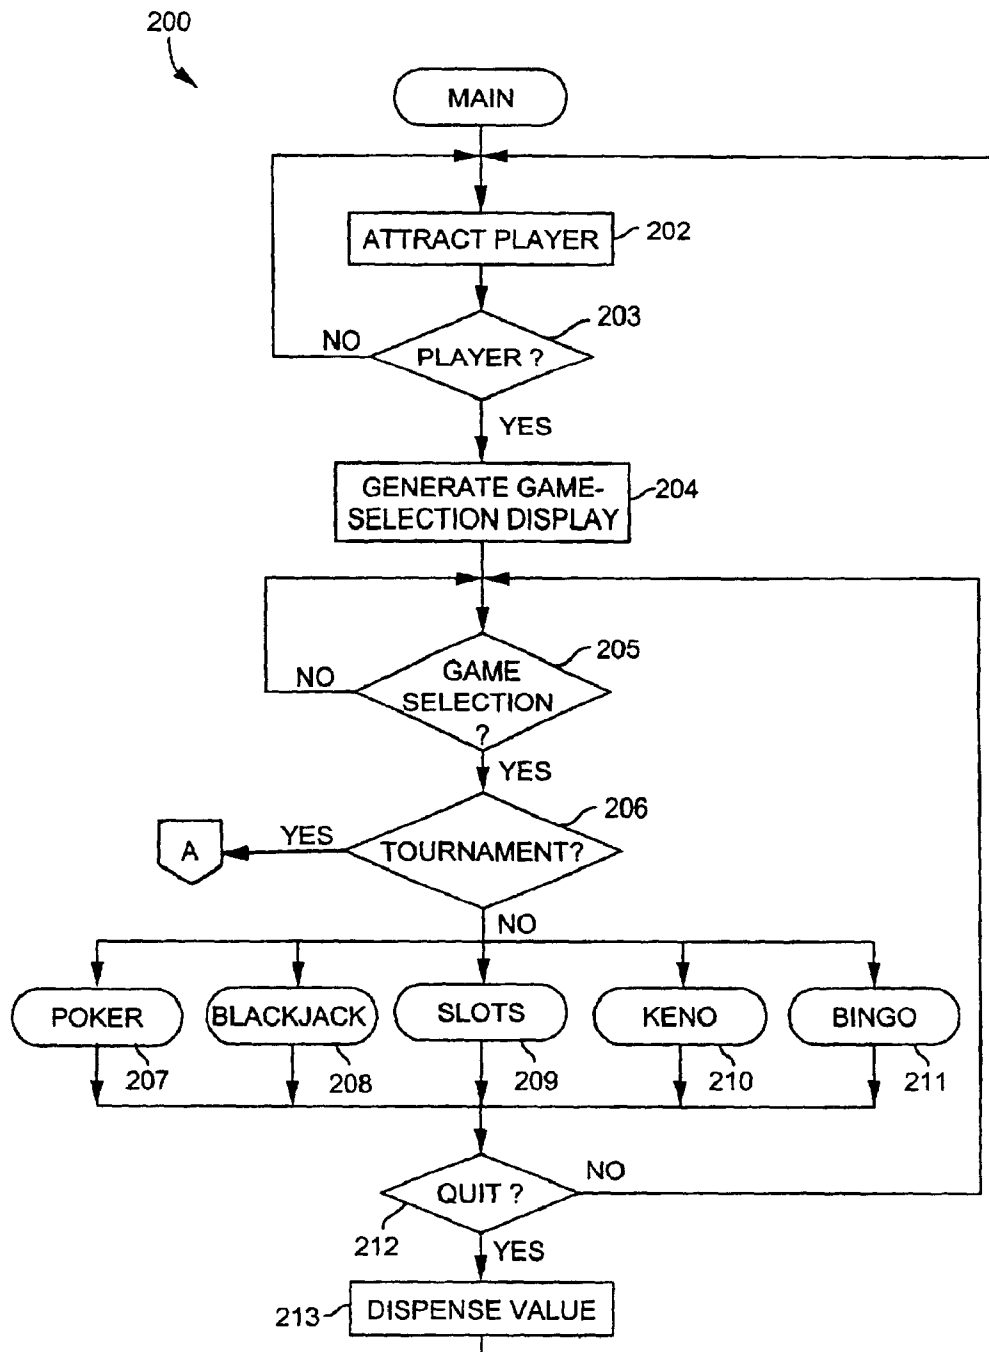 200
MAIN
ATTRACT PLAYER
202
203
PLAYER ?
NO
YES
GENERATE GAME-
SELECTION DISPLAY
204
205
GAME
SELECTION
?
NO
YES
206
TOURNAMENT?
YES
A
NO
POKER
BLACKJACK
SLOTS
KENO
BINGO
207
208
209
210
211
QUIT ?
NO
212
YES
DISPENSE VALUE
213